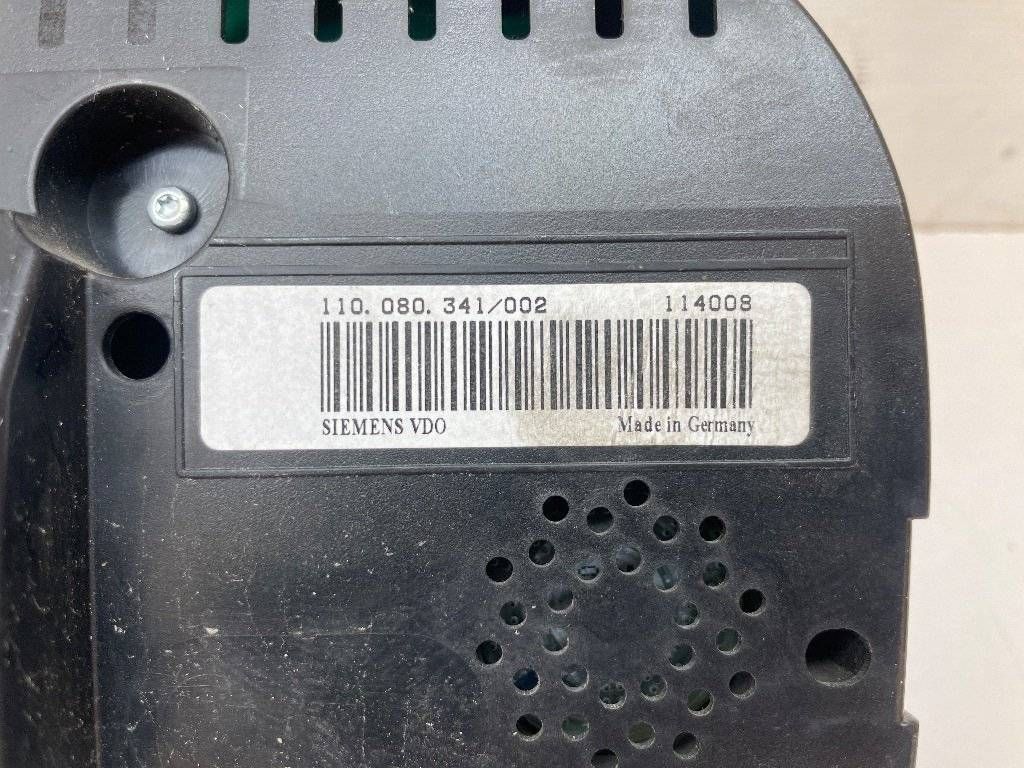 110. 080. 341/002 114008
SIEMENS VDO Made in Germany